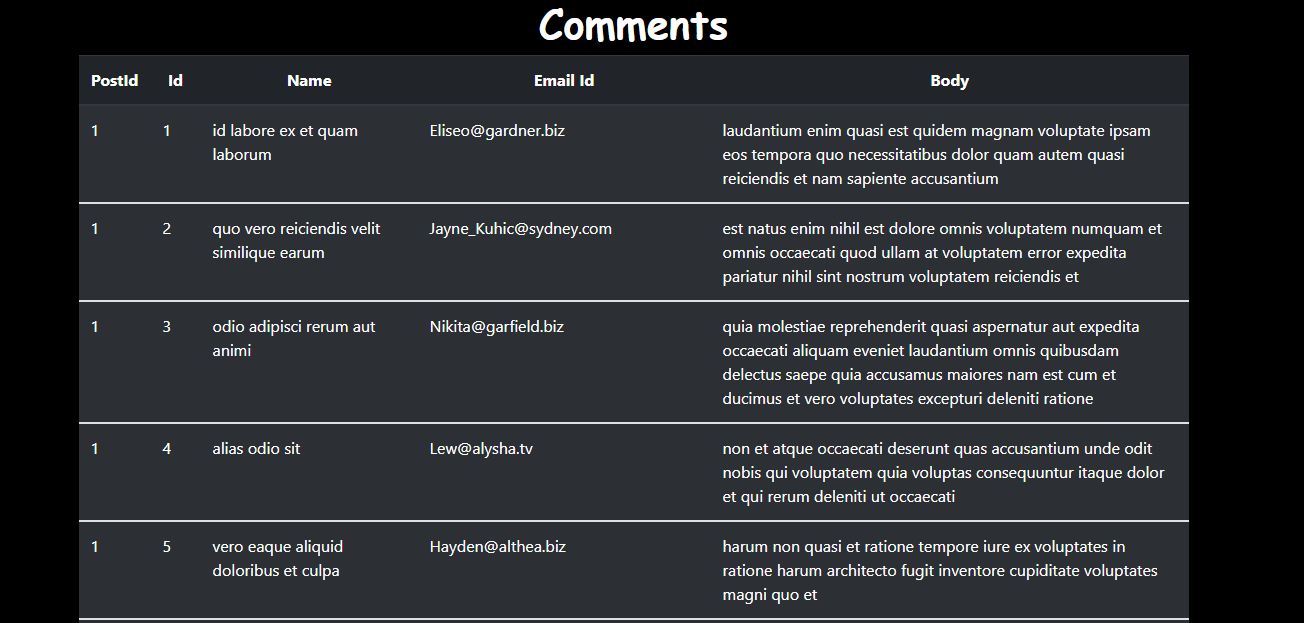 Comments
PostId Id Name Email Id Body
1 1 id labore ex et quam Eliseo@gardner.biz laudantium enim quasi est quidem magnam voluptate ipsam
laborum eos tempora quo necessitatibus dolor quam autem quasi
reiciendis et nam sapiente accusantium
1 2 quo vero reiciendis velit Jayne_Kuhic@sydney.com est natus enim nihil est dolore omnis voluptatem numquam et
similique earum omnis occaecati quod ullam at voluptatem error expedita
pariatur nihil sint nostrum voluptatem reiciendis et
1 3 odio adipisci rerum aut Nikita@garfield.biz quia molestiae reprehenderit quasi aspernatur aut expedita
animi occaecati aliquam eveniet laudantium omnis quibusdam
delectus saepe quia accusamus maiores nam est cum et
ducimus et vero voluptates excepturi deleniti ratione
1 4 alias odio sit Lew@alysha.tv non et atque occaecati deserunt quas accusantium unde odit
nobis qui voluptatem quia voluptas consequuntur itaque dolor
et qui rerum deleniti ut occaecati
1 5 vero eaque aliquid Hayden@althea.biz harum non quasi et ratione tempore iure ex voluptates in
doloribus et culpa ratione harum architecto fugit inventore cupiditate voluptates
magni quo et